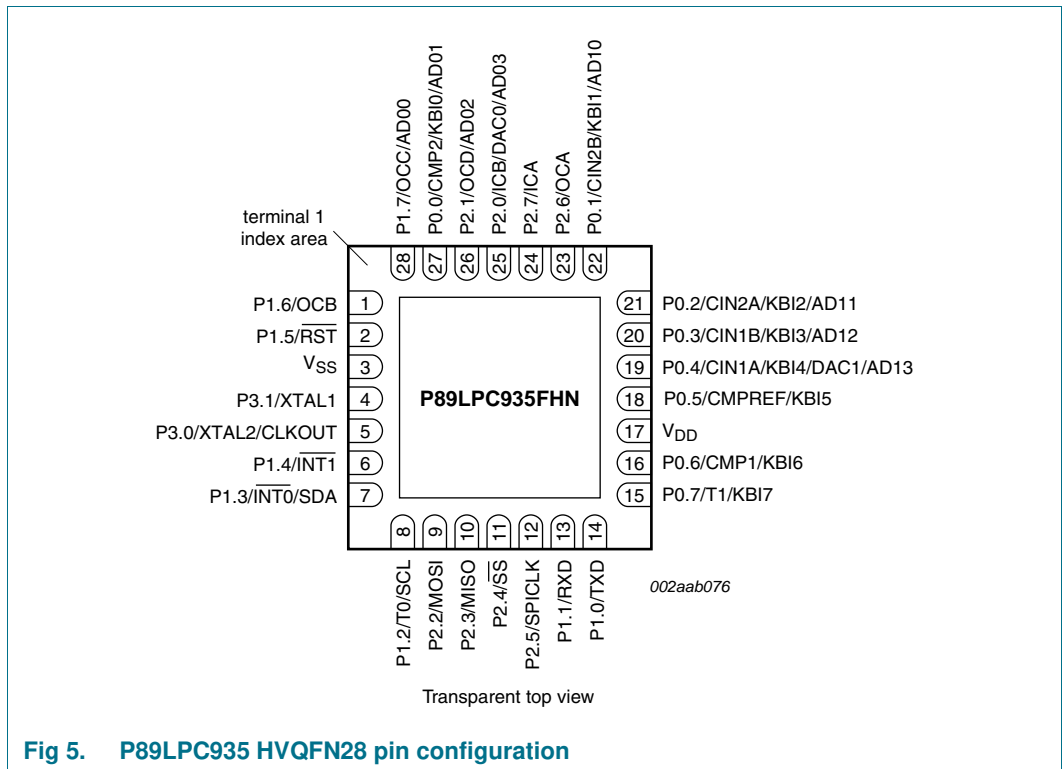 P1.7/OCC/AD00
P0.0/CMP2/KBI0/AD01
P2.1/OCD/AD02
P2.0/ICB/DAC0/AD03
P2.7/ICA
P2.6/OCA
P0.1/CIN2B/KBI1/AD10
terminal 1
index area
28 27 26 25 24 23 22
P1.6/OCB 1
P1.5/R̅S̅T̅ 2
VSS 3
P3.1/XTAL1 4
P3.0/XTAL2/CLKOUT 5
P1.4/I̅N̅T̅1̅ 6
P1.3/I̅N̅T̅0̅/SDA 7
P89LPC935FHN
21 P0.2/CIN2A/KBI2/AD11
20 P0.3/CIN1B/KBI3/AD12
19 P0.4/CIN1A/KBI4/DAC1/AD13
18 P0.5/CMPREF/KBI5
17 VDD
16 P0.6/CMP1/KBI6
15 P0.7/T1/KBI7
8 9 10 11 12 13 14
P1.2/T0/SCL
P2.2/MOSI
P2.3/MISO
P2.4/S̅S̅
P2.5/SPICLK
P1.1/RXD
P1.0/TXD
002aab076
Transparent top view
Fig 5. P89LPC935 HVQFN28 pin configuration